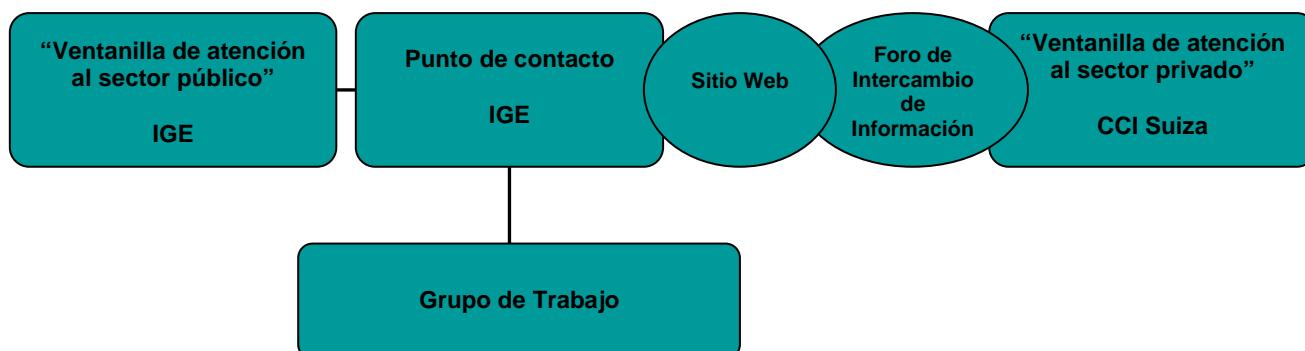 “Ventanilla de atención
al sector público”
IGE
Punto de contacto
IGE
Sitio Web
Foro de
Intercambio
de
Información
“Ventanilla de atención
al sector privado”
CCI Suiza
Grupo de Trabajo